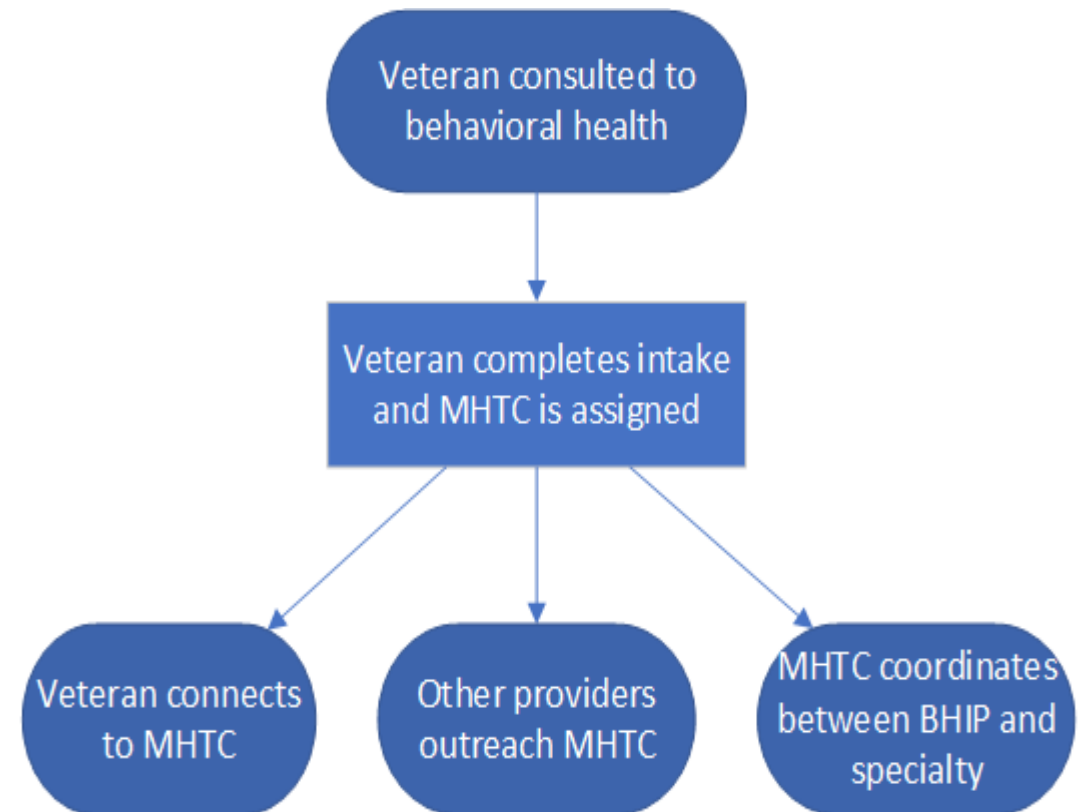 Veteran consulted to
behavioral health
Veteran completes intake
and MHTC is assigned
Veteran connects
to MHTC
Other providers
outreach MHTC
MHTC coordinates
between BHIP and
specialty